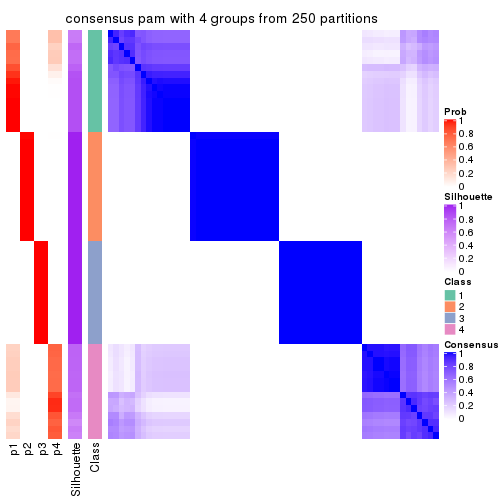 consensus pam with 4 groups from 250 partitions
Prob
1
0.8
0.6
0.4
0.2
0
Silhouette
1
0.8
0.6
0.4
0.2
0
Class
1
2
3
4
Consensus
1
0.8
0.6
0.4
0.2
0
p1
p2
p3
p4
Silhouette
Class